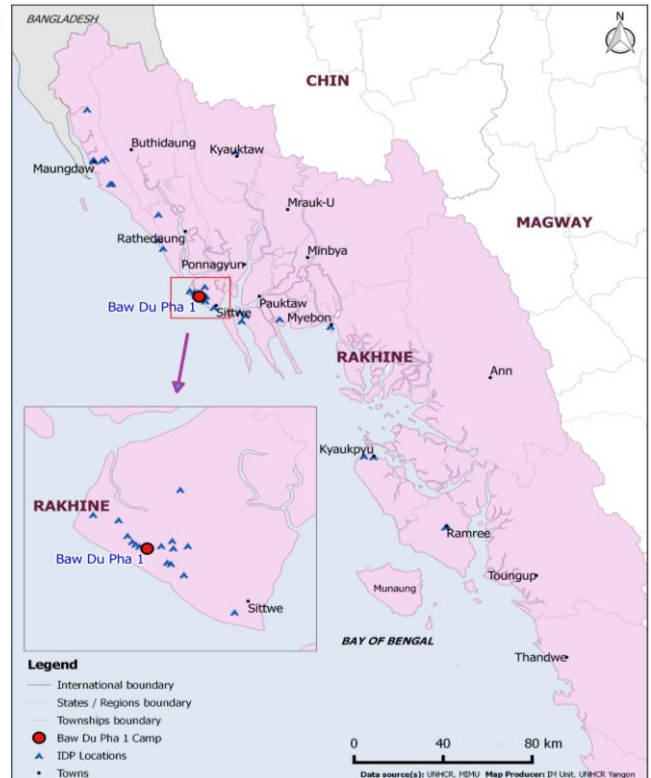 BANGLADESH
N
CHIN
Buthidaung
Kyauktaw
Maungdaw
Mrauk-U
MAGWAY
Rathedaung
Minbya
Ponnagyun
Baw Du Pha 1
Sittwe
Pauktaw
Myebon
RAKHINE
Ann
Kyaukpyu
RAKHINE
Baw Du Pha 1
Ramree
Toungup
Munaung
Sittwe
BAY OF BENGAL
Thandwe
Legend
International boundary
States / Regions boundary
Townships boundary
Baw Du Pha 1 Camp
IDP Locations
Towns
0 40 80 km
Data source(s): UNHCR, MIMU Map Producer: IM Unit, UNHCR Yangon